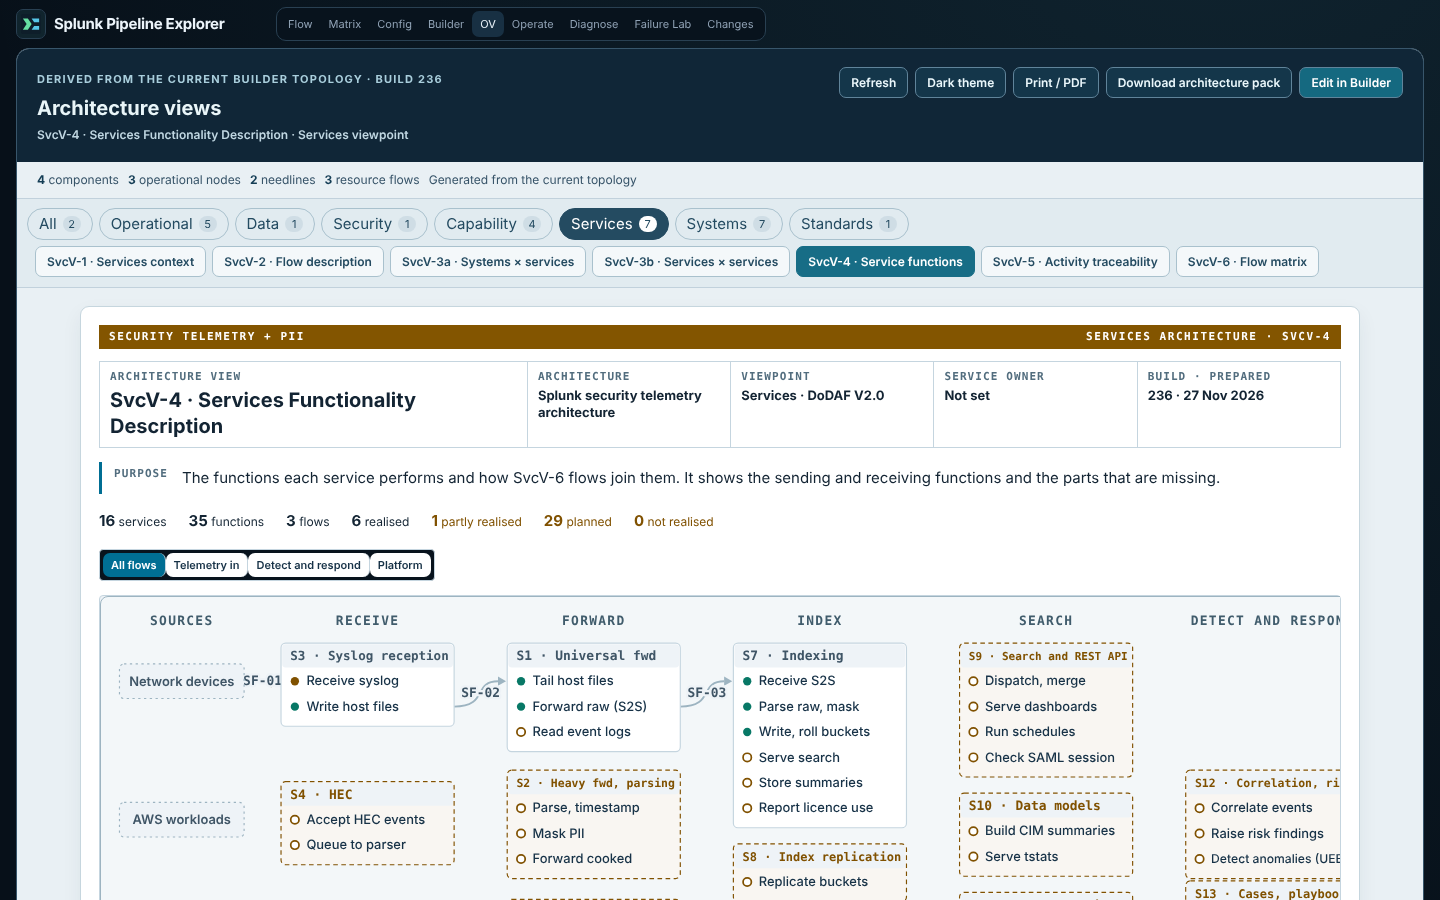 Splunk Pipeline Explorer
Flow Matrix Config Builder OV Operate Diagnose Failure Lab Changes
DERIVED FROM THE CURRENT BUILDER TOPOLOGY · BUILD 236
Architecture views
SvcV-4 · Services Functionality Description · Services viewpoint
Refresh Dark theme Print / PDF Download architecture pack Edit in Builder
4 components 3 operational nodes 2 needlines 3 resource flows Generated from the current topology
All 2 Operational 5 Data 1 Security 1 Capability 4 Services 7 Systems 7 Standards 1
SvcV-1 · Services context SvcV-2 · Flow description SvcV-3a · Systems × services SvcV-3b · Services × services SvcV-4 · Service functions SvcV-5 · Activity traceability SvcV-6 · Flow matrix
SECURITY TELEMETRY + PII
SERVICES ARCHITECTURE · SVCV-4
ARCHITECTURE VIEW
SvcV-4 · Services Functionality
Description
ARCHITECTURE
Splunk security telemetry
architecture
VIEWPOINT
Services · DoDAF V2.0
SERVICE OWNER
Not set
BUILD · PREPARED
236 · 27 Nov 2026
PURPOSE
The functions each service performs and how SvcV-6 flows join them. It shows the sending and receiving functions and the parts that are missing.
16 services 35 functions 3 flows 6 realised 1 partly realised 29 planned 0 not realised
All flows Telemetry in Detect and respond Platform
SOURCES
Network devices
SF-01
AWS workloads
RECEIVE
S3 · Syslog reception
Receive syslog
Write host files
SF-02
S4 · HEC
Accept HEC events
Queue to parser
FORWARD
S1 · Universal fwd
Tail host files
Forward raw (S2S)
Read event logs
SF-03
S2 · Heavy fwd, parsing
Parse, timestamp
Mask PII
Forward cooked
INDEX
S7 · Indexing
Receive S2S
Parse raw, mask
Write, roll buckets
Serve search
Store summaries
Report licence use
S8 · Index replication
Replicate buckets
SEARCH
S9 · Search and REST API
Dispatch, merge
Serve dashboards
Run schedules
Check SAML session
S10 · Data models
Build CIM summaries
Serve tstats
DETECT AND RESPON
S12 · Correlation, ri
Correlate events
Raise risk findings
Detect anomalies (UEB
S13 · Cases, playboo